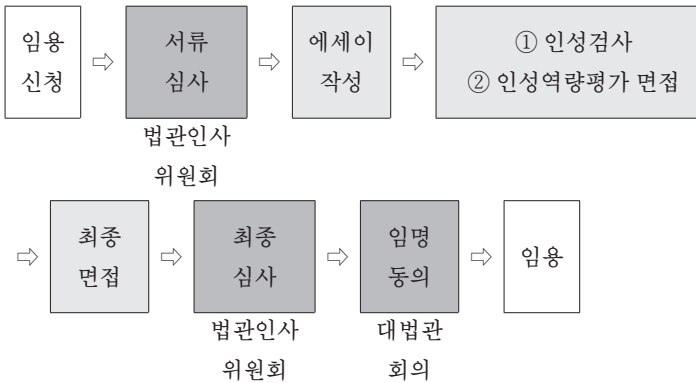 임용
신청
⇨
서류
심사
⇨
에세이
작성
⇨
① 인성검사
② 인성역량평가 면접
법관인사
위원회
⇨
최종
면접
⇨
최종
심사
⇨
임명
동의
⇨
임용
법관인사
위원회
대법관
회의